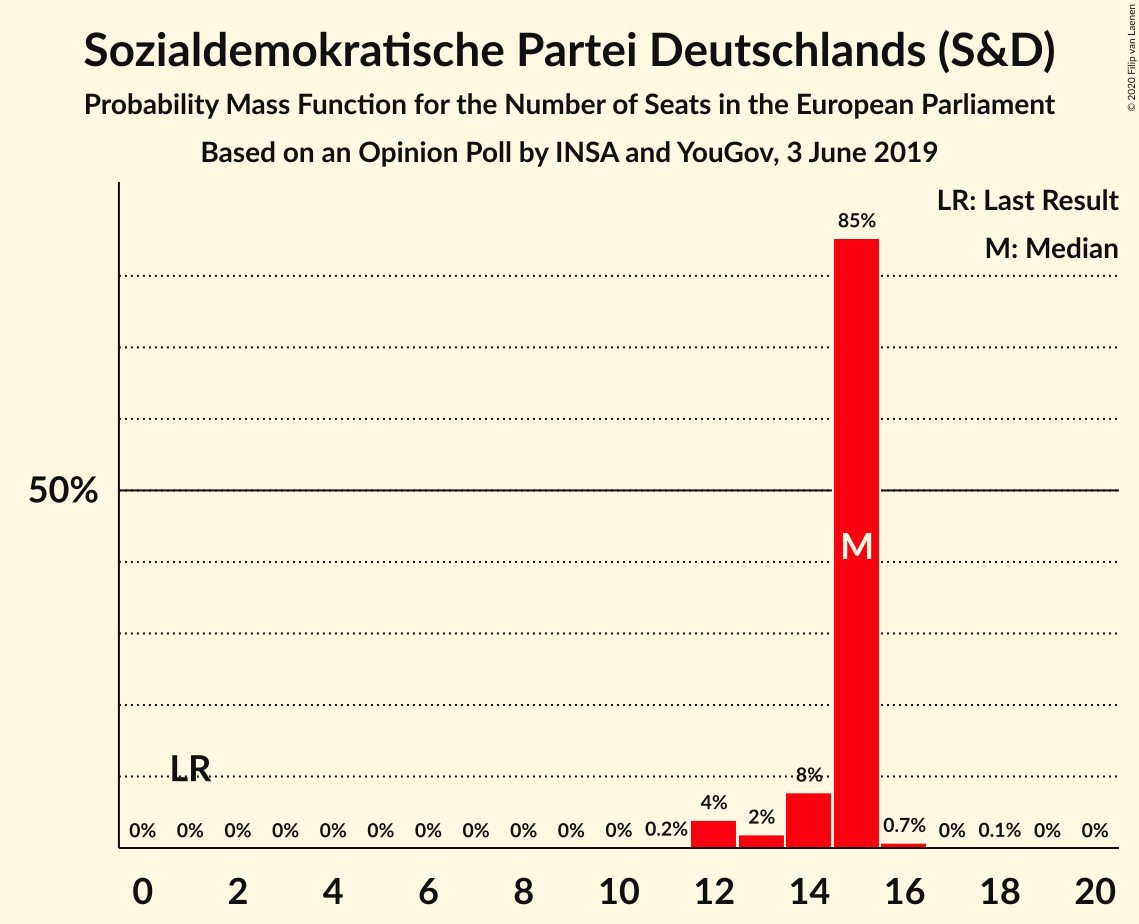 Sozialdemokratische Partei Deutschlands (S&D)
Probability Mass Function for the Number of Seats in the European Parliament
Based on an Opinion Poll by INSA and YouGov, 3 June 2019
© 2020 Filip van Laenen
LR: Last Result
M: Median
85%
50%
M
LR
8%
4%
2%
0% 0% 0% 0% 0% 0% 0% 0% 0% 0% 0% 0.2% 0.7% 0% 0.1% 0% 0%
0 2 4 6 8 10 12 14 16 18 20